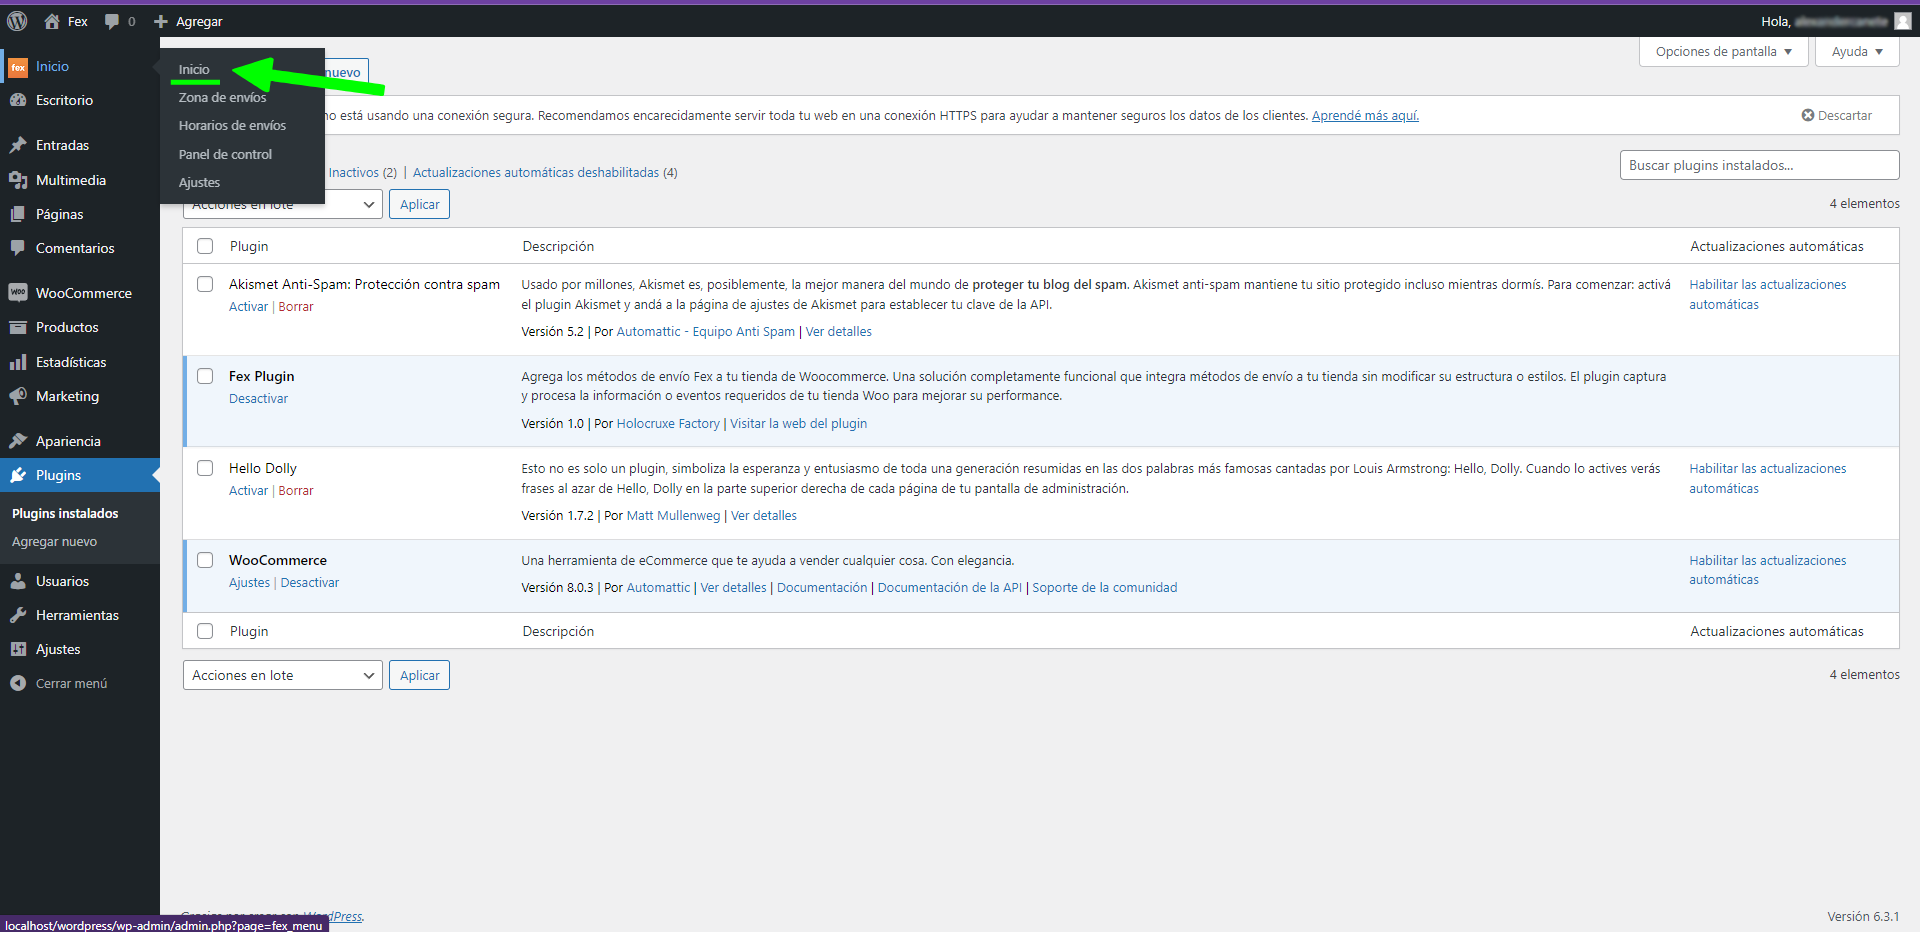 Fex
0
Agregar
Hola,
fex
Inicio
Escritorio
Entradas
Multimedia
Páginas
Comentarios
WooCommerce
Productos
Estadísticas
Marketing
Apariencia
Plugins
Plugins instalados
Agregar nuevo
Usuarios
Herramientas
Ajustes
Cerrar menú
Inicio
Zona de envíos
Horarios de envíos
Panel de control
Ajustes
Opciones de pantalla
Ayuda
nuevo
no está usando una conexión segura. Recomendamos encarecidamente servir toda tu web en una conexión HTTPS para ayudar a mantener seguros los datos de los clientes. Aprendé más aquí.
Descartar
Inactivos (2) | Actualizaciones automáticas deshabilitadas (4)
Buscar plugins instalados...
Acciones en lote
Aplicar
4 elementos
Plugin
Descripción
Actualizaciones automáticas
Akismet Anti-Spam: Protección contra spam
Activar | Borrar
Usado por millones, Akismet es, posiblemente, la mejor manera del mundo de proteger tu blog del spam. Akismet anti-spam mantiene tu sitio protegido incluso mientras dormís. Para comenzar: activá
el plugin Akismet y andá a la página de ajustes de Akismet para establecer tu clave de la API.
Versión 5.2 | Por Automattic - Equipo Anti Spam | Ver detalles
Habilitar las actualizaciones
automáticas
Fex Plugin
Desactivar
Agrega los métodos de envío Fex a tu tienda de Woocommerce. Una solución completamente funcional que integra métodos de envío a tu tienda sin modificar su estructura o estilos. El plugin captura
y procesa la información o eventos requeridos de tu tienda Woo para mejorar su performance.
Versión 1.0 | Por Holocruxe Factory | Visitar la web del plugin
Hello Dolly
Activar | Borrar
Esto no es solo un plugin, simboliza la esperanza y entusiasmo de toda una generación resumidas en las dos palabras más famosas cantadas por Louis Armstrong: Hello, Dolly. Cuando lo actives verás
frases al azar de Hello, Dolly en la parte superior derecha de cada página de tu pantalla de administración.
Versión 1.7.2 | Por Matt Mullenweg | Ver detalles
Habilitar las actualizaciones
automáticas
WooCommerce
Ajustes | Desactivar
Una herramienta de eCommerce que te ayuda a vender cualquier cosa. Con elegancia.
Versión 8.0.3 | Por Automattic | Ver detalles | Documentación | Documentación de la API | Soporte de la comunidad
Habilitar las actualizaciones
automáticas
Plugin
Descripción
Actualizaciones automáticas
Acciones en lote
Aplicar
4 elementos
WordPress.
Versión 6.3.1
localhost/wordpress/wp-admin/admin.php?page=fex_menu